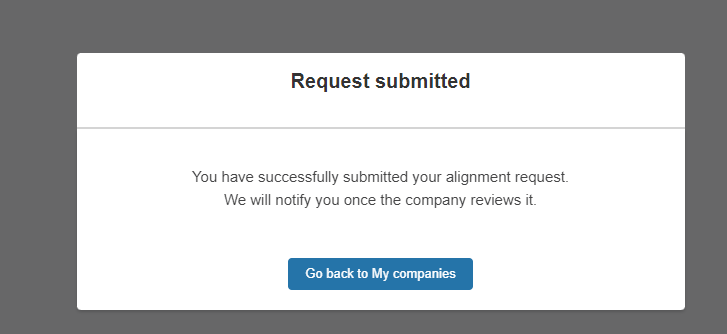 Request submitted
You have successfully submitted your alignment request.
We will notify you once the company reviews it.
Go back to My companies